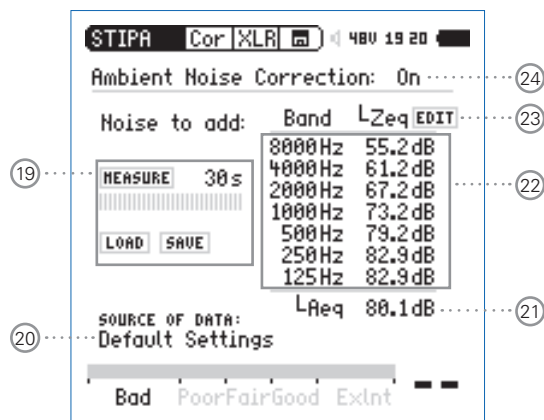 STIPA Cor XLR 48V 19 20
Ambient Noise Correction: On 24
Noise to add: Band LZeq EDIT 23
19 MEASURE 30s
LOAD SAVE
8000Hz 55.2dB 22
4000Hz 61.2dB
2000Hz 67.2dB
1000Hz 73.2dB
500Hz 79.2dB
250Hz 82.9dB
125Hz 82.9dB
LAeq 80.1dB 21
SOURCE OF DATA:
20 Default Settings
Bad Poor Fair Good Exlnt --